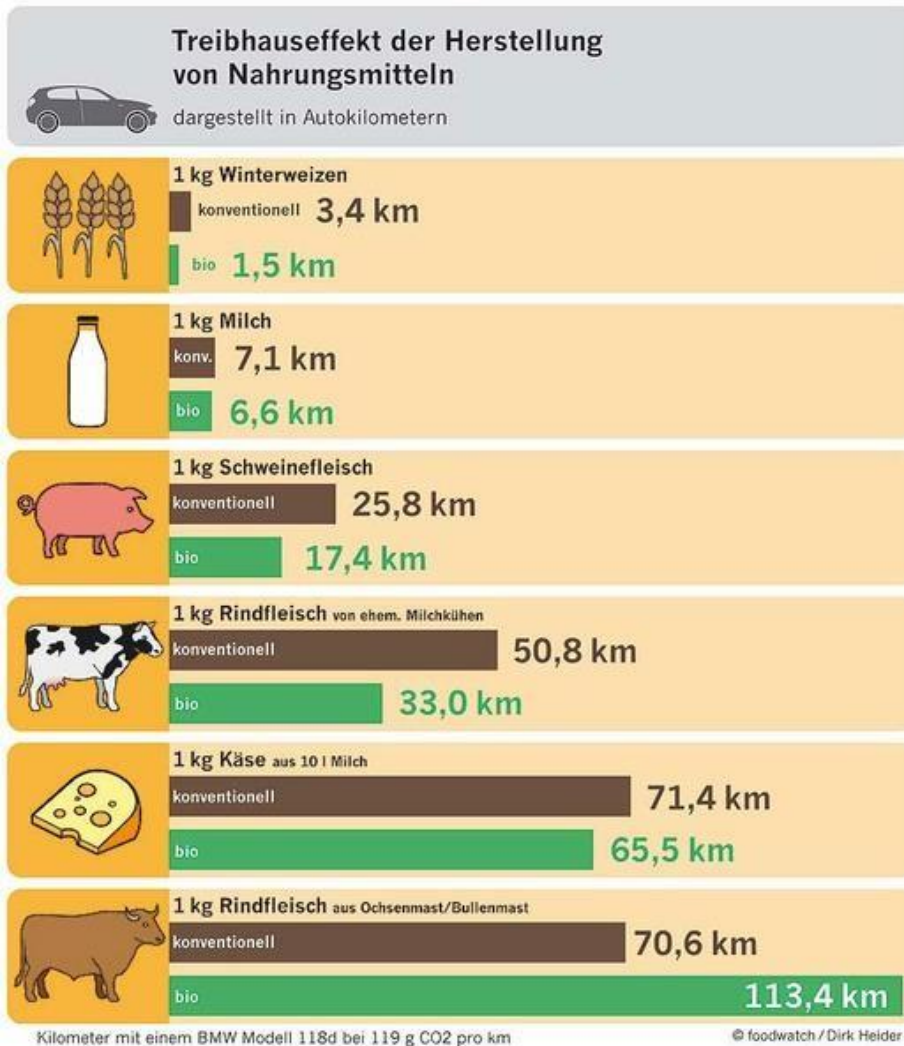 Treibhauseffekt der Herstellung
von Nahrungsmitteln
dargestellt in Autokilometern
1 kg Winterweizen
konventionell 3,4 km
bio 1,5 km
1 kg Milch
konv. 7,1 km
bio 6,6 km
1 kg Schweinefleisch
konventionell 25,8 km
bio 17,4 km
1 kg Rindfleisch von ehem. Milchkühen
konventionell 50,8 km
bio 33,0 km
1 kg Käse aus 10 l Milch
konventionell 71,4 km
bio 65,5 km
1 kg Rindfleisch aus Ochsenmast/Bullenmast
konventionell 70,6 km
bio 113,4 km
Kilometer mit einem BMW Modell 118d bei 119 g CO2 pro km © foodwatch / Dirk Heider